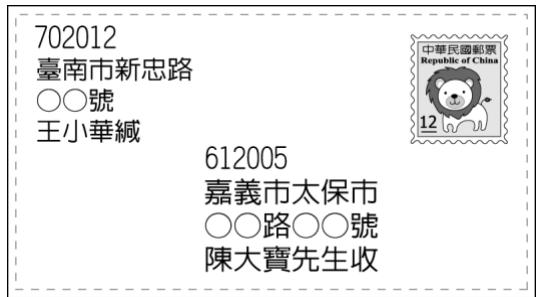 702012
臺南市新忠路
○○號
王小華緘
中華民國郵票
Republic of China
12
612005
嘉義市太保市
○○路○○號
陳大寶先生收